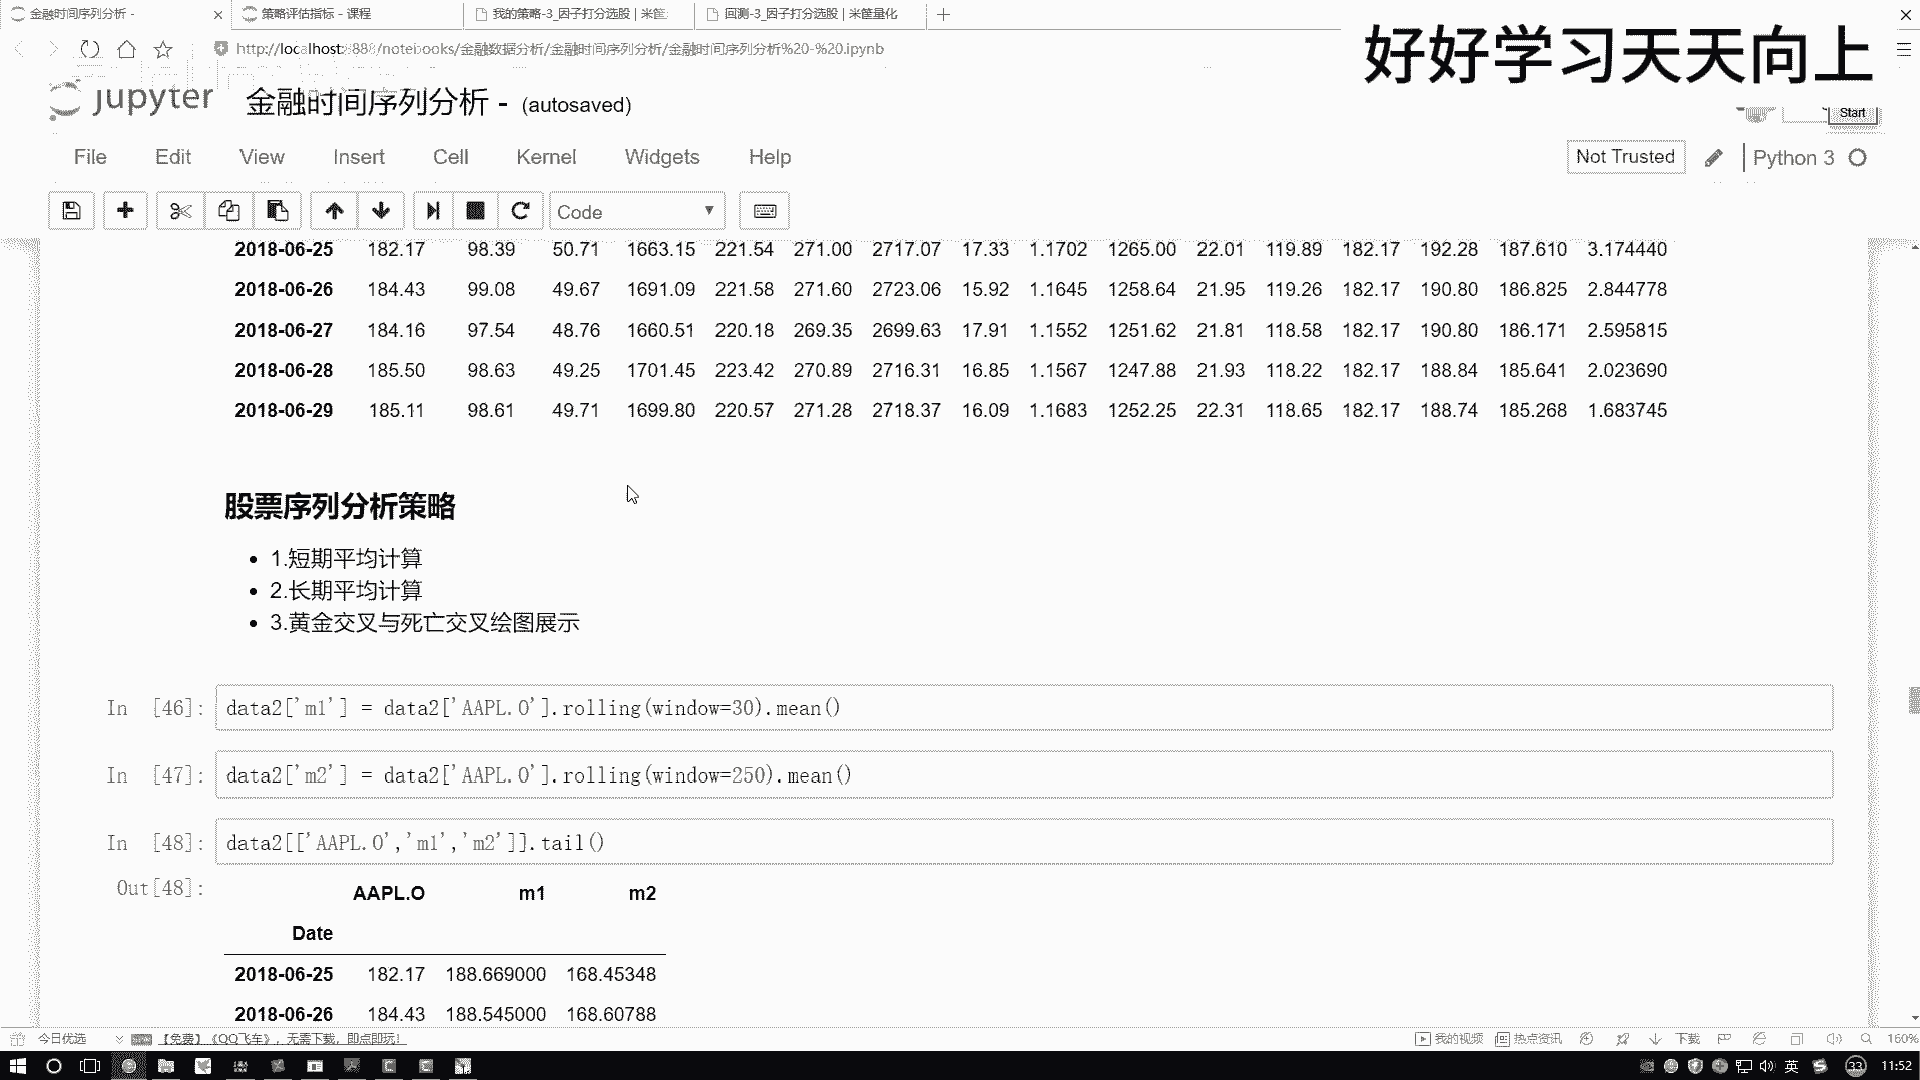 金融时间序列分析 -
策略评估指标 - 课程
我的策略-3_因子打分选股 | 米筐
回测-3_因子打分选股 | 米筐量化
http://localhost:888/notebooks/金融数据分析/金融时间序列分析/金融时间序列分析%20-%20.ipynb
好好学习天天向上
jupyter 金融时间序列分析 - (autosaved)
Start
File Edit View Insert Cell Kernel Widgets Help
Not Trusted
Python 3
Code
2018-06-25 182.17 98.39 50.71 1663.15 221.54 271.00 2717.07 17.33 1.1702 1265.00 22.01 119.89 182.17 192.28 187.610 3.174440
2018-06-26 184.43 99.08 49.67 1691.09 221.58 271.60 2723.06 15.92 1.1645 1258.64 21.95 119.26 182.17 190.80 186.825 2.844778
2018-06-27 184.16 97.54 48.76 1660.51 220.18 269.35 2699.63 17.91 1.1552 1251.62 21.81 118.58 182.17 190.80 186.171 2.595815
2018-06-28 185.50 98.63 49.25 1701.45 223.42 270.89 2716.31 16.85 1.1567 1247.88 21.93 118.22 182.17 188.84 185.641 2.023690
2018-06-29 185.11 98.61 49.71 1699.80 220.57 271.28 2718.37 16.09 1.1683 1252.25 22.31 118.65 182.17 188.74 185.268 1.683745
股票序列分析策略
• 1.短期平均计算
• 2.长期平均计算
• 3.黄金交叉与死亡交叉绘图展示
In [46]: data2['m1'] = data2['AAPL.O'].rolling(window=30).mean()
In [47]: data2['m2'] = data2['AAPL.O'].rolling(window=250).mean()
In [48]: data2[['AAPL.O','m1','m2']].tail()
Out[48]:
AAPL.O m1 m2
Date
2018-06-25 182.17 188.669000 168.45348
2018-06-26 184.43 188.545000 168.60788
今日优选
【免费】《QQ飞车》，无需下载，即点即玩！
我的视频
热点资讯
下载
160%
英
33
11:52